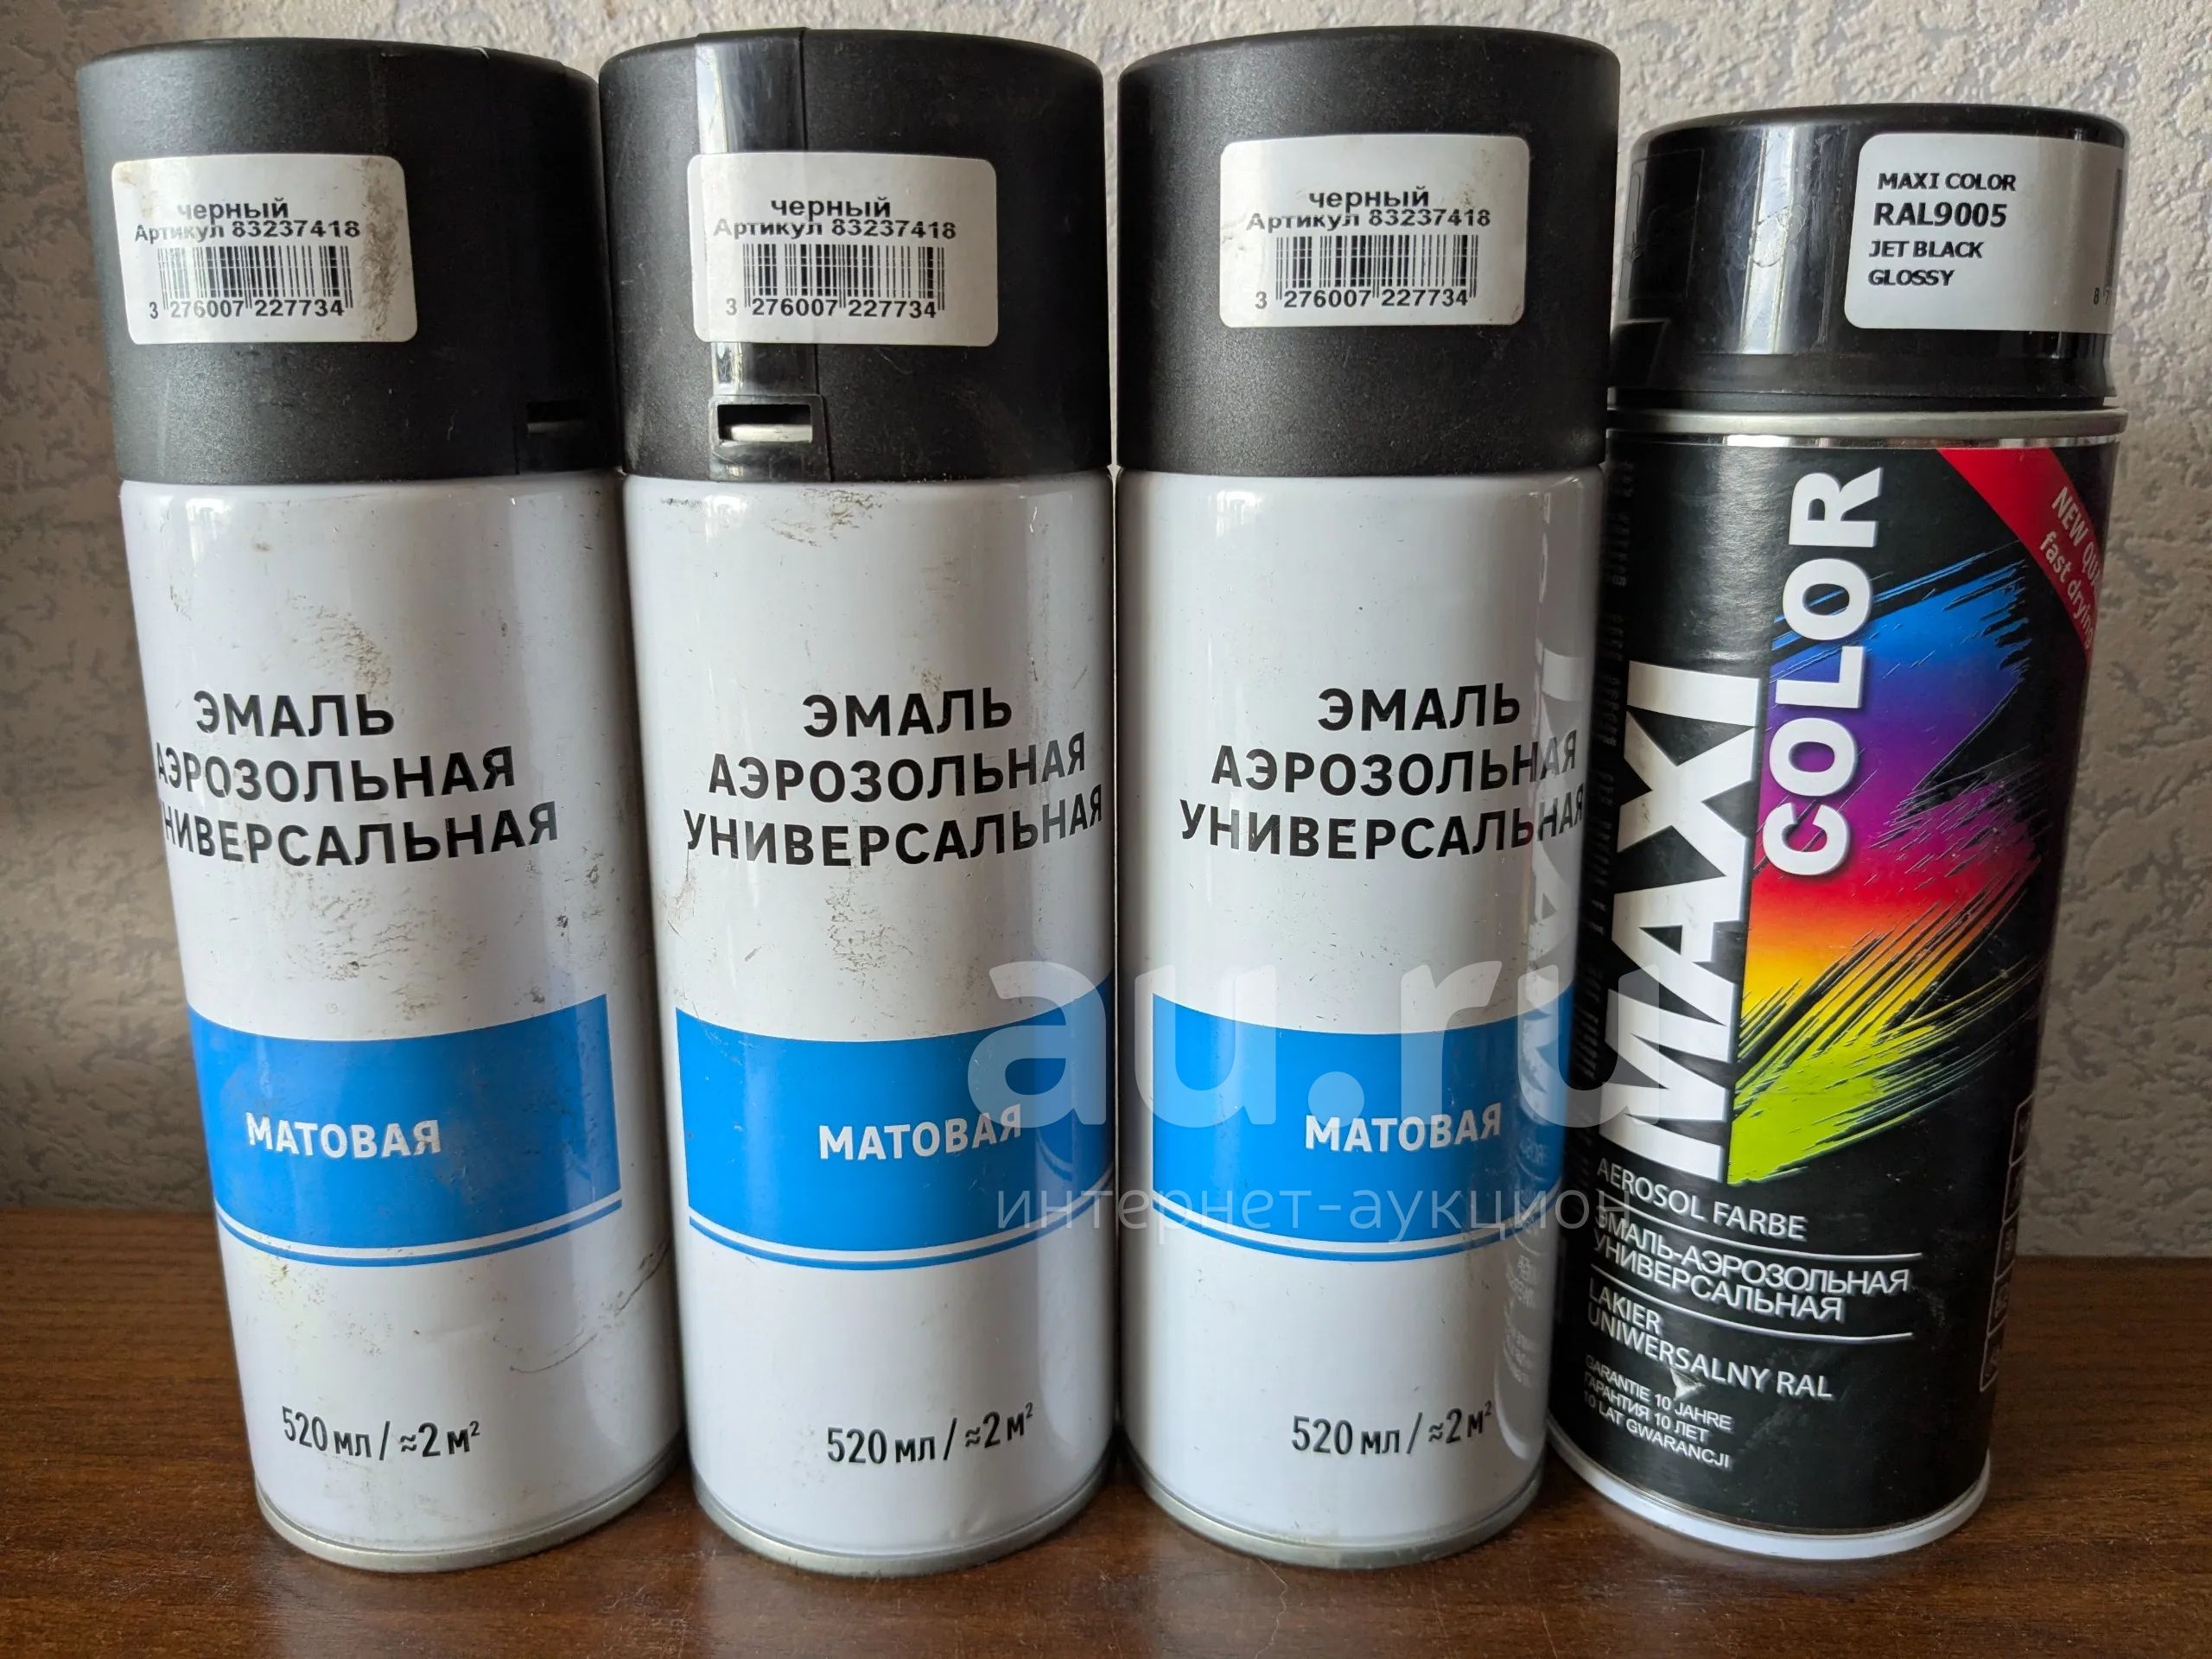 черный
Артикул 83237418
3 276007 227734
ЭМАЛЬ
АЭРОЗОЛЬНАЯ
УНИВЕРСАЛЬНАЯ
МАТОВАЯ
520 мл / ≈2 м²
черный
Артикул 83237418
3 276007 227734
ЭМАЛЬ
АЭРОЗОЛЬНАЯ
УНИВЕРСАЛЬНАЯ
МАТОВАЯ
520 мл / ≈2 м²
черный
Артикул 83237418
3 276007 227734
ЭМАЛЬ
АЭРОЗОЛЬНАЯ
УНИВЕРСАЛЬНАЯ
МАТОВАЯ
520 мл / ≈2 м²
MAXI COLOR
RAL9005
JET BLACK
GLOSSY
NEW
fast drying
MAXI
COLOR
AEROSOL FARBE
ЭМАЛЬ-АЭРОЗОЛЬНАЯ
УНИВЕРСАЛЬНАЯ
LAKIER
UNIWERSALNY RAL
GARANTIE 10 JAHRE
ГАРАНТИЯ 10 ЛЕТ
10 LAT GWARANCJI
au.ru
интернет-аукцион